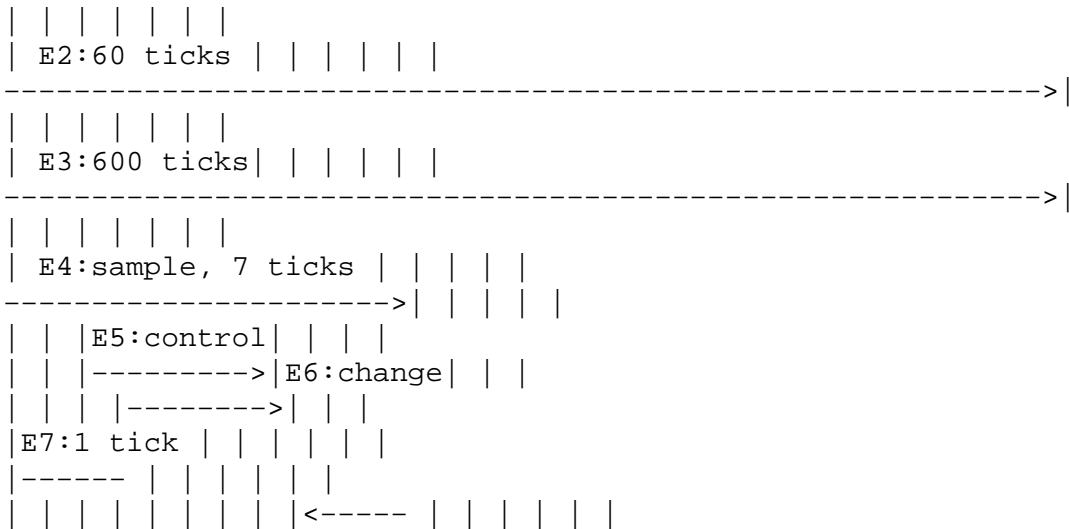 | | | | | | |
| E2:60 ticks | | | | | |
----------------------------------------------------------->|
| | | | | | |
| E3:600 ticks| | | | | |
----------------------------------------------------------->|
| | | | | | |
| E4:sample, 7 ticks | | | | |
---------------------->| | | | |
| | |E5:control| | | |
| | |--------->|E6:change| | |
| | | |-------->| | |
|E7:1 tick | | | | | |
|------ | | | | | |
| | | | | | | |<----- | | | | | |